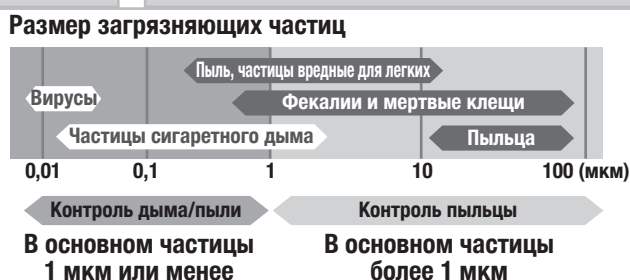 Размер загрязняющих частиц
Пыль, частицы вредные для легких
Вирусы
Фекалии и мертвые клещи
Частицы сигаретного дыма
Пыльца
0,01 0,1 1 10 100 (мкм)
Контроль дыма/пыли Контроль пыльцы
В основном частицы В основном частицы
1 мкм или менее более 1 мкм